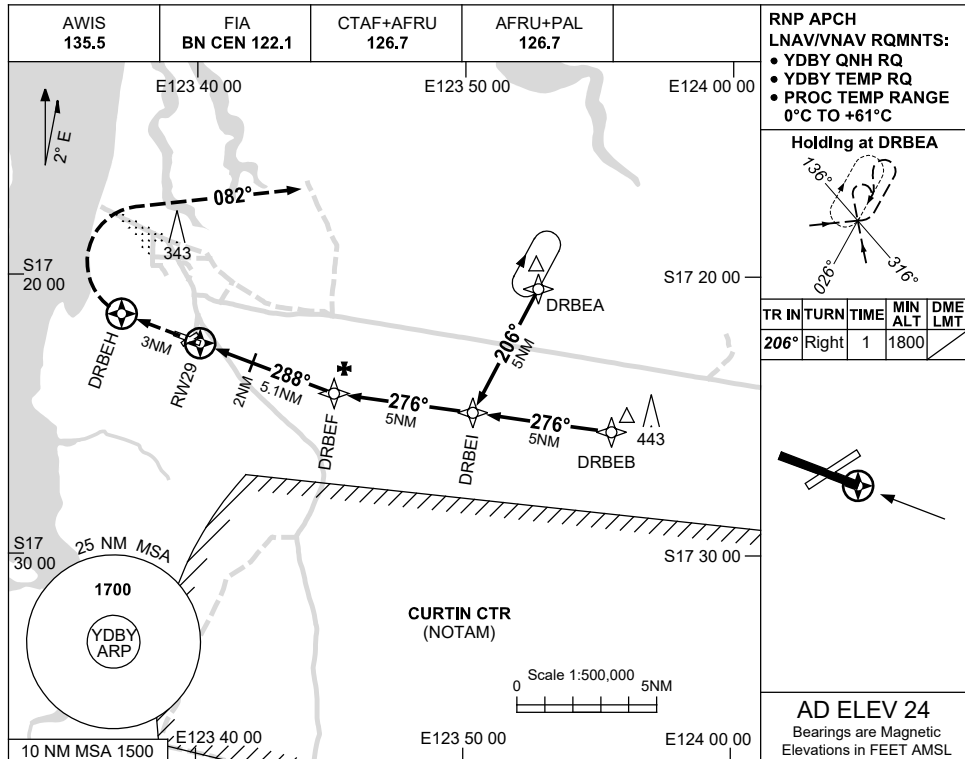 AWIS
135.5
FIA
BN CEN 122.1
CTAF+AFRU
126.7
AFRU+PAL
126.7
RNP APCH
LNAV/VNAV RQMNTS:
• YDBY QNH RQ
• YDBY TEMP RQ
• PROC TEMP RANGE
0°C TO +61°C
E123 40 00
E123 50 00
E124 00 00
2° E
Holding at DRBEA
136°
026°
316°
TR IN
TURN
TIME
MIN
ALT
DME
LMT
206°
Right
1
1800
082°
343
S17
20 00
S17 20 00
DRBEA
206°
5NM
DRBEH
3NM
RW29
2NM
288°
5.1NM
DRBEF
276°
5NM
DRBEI
276°
5NM
DRBEB
443
S17
30 00
S17 30 00
25 NM MSA
1700
YDBY
ARP
CURTIN CTR
(NOTAM)
Scale 1:500,000
0
5NM
10 NM MSA 1500
E123 40 00
E123 50 00
E124 00 00
AD ELEV 24
Bearings are Magnetic
Elevations in FEET AMSL